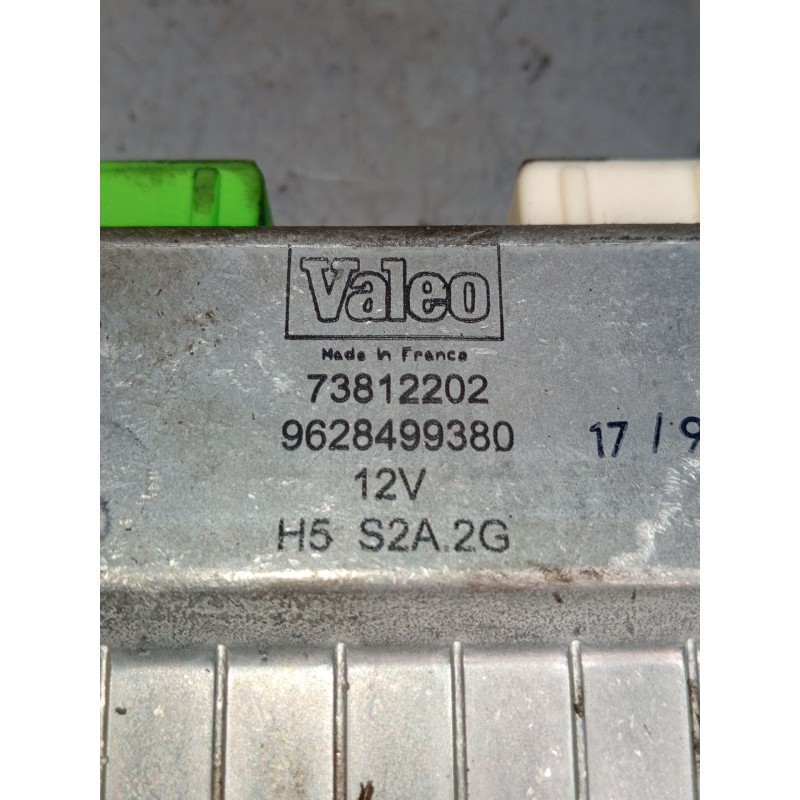 Valeo
Made in France
73812202
9628499380
17/9
12V
H5 S2A.2G